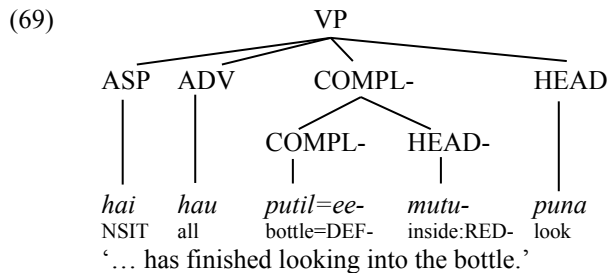 (69) VP
ASP ADV COMPL- HEAD
COMPL- HEAD-
hai hau putil=ee- mutu- puna
NSIT all bottle=DEF- inside:RED- look
‘… has finished looking into the bottle.’